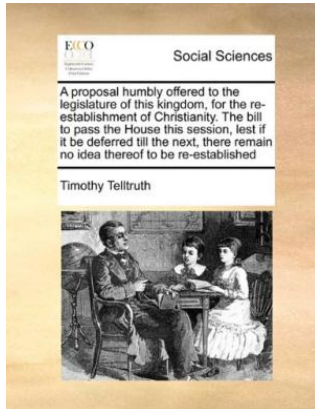 ECCO
Social Sciences
A proposal humbly offered to the
legislature of this kingdom, for the re-
establishment of Christianity. The bill
to pass the House this session, lest if
it be deferred till the next, there remain
no idea thereof to be re-established
Timothy Telltruth